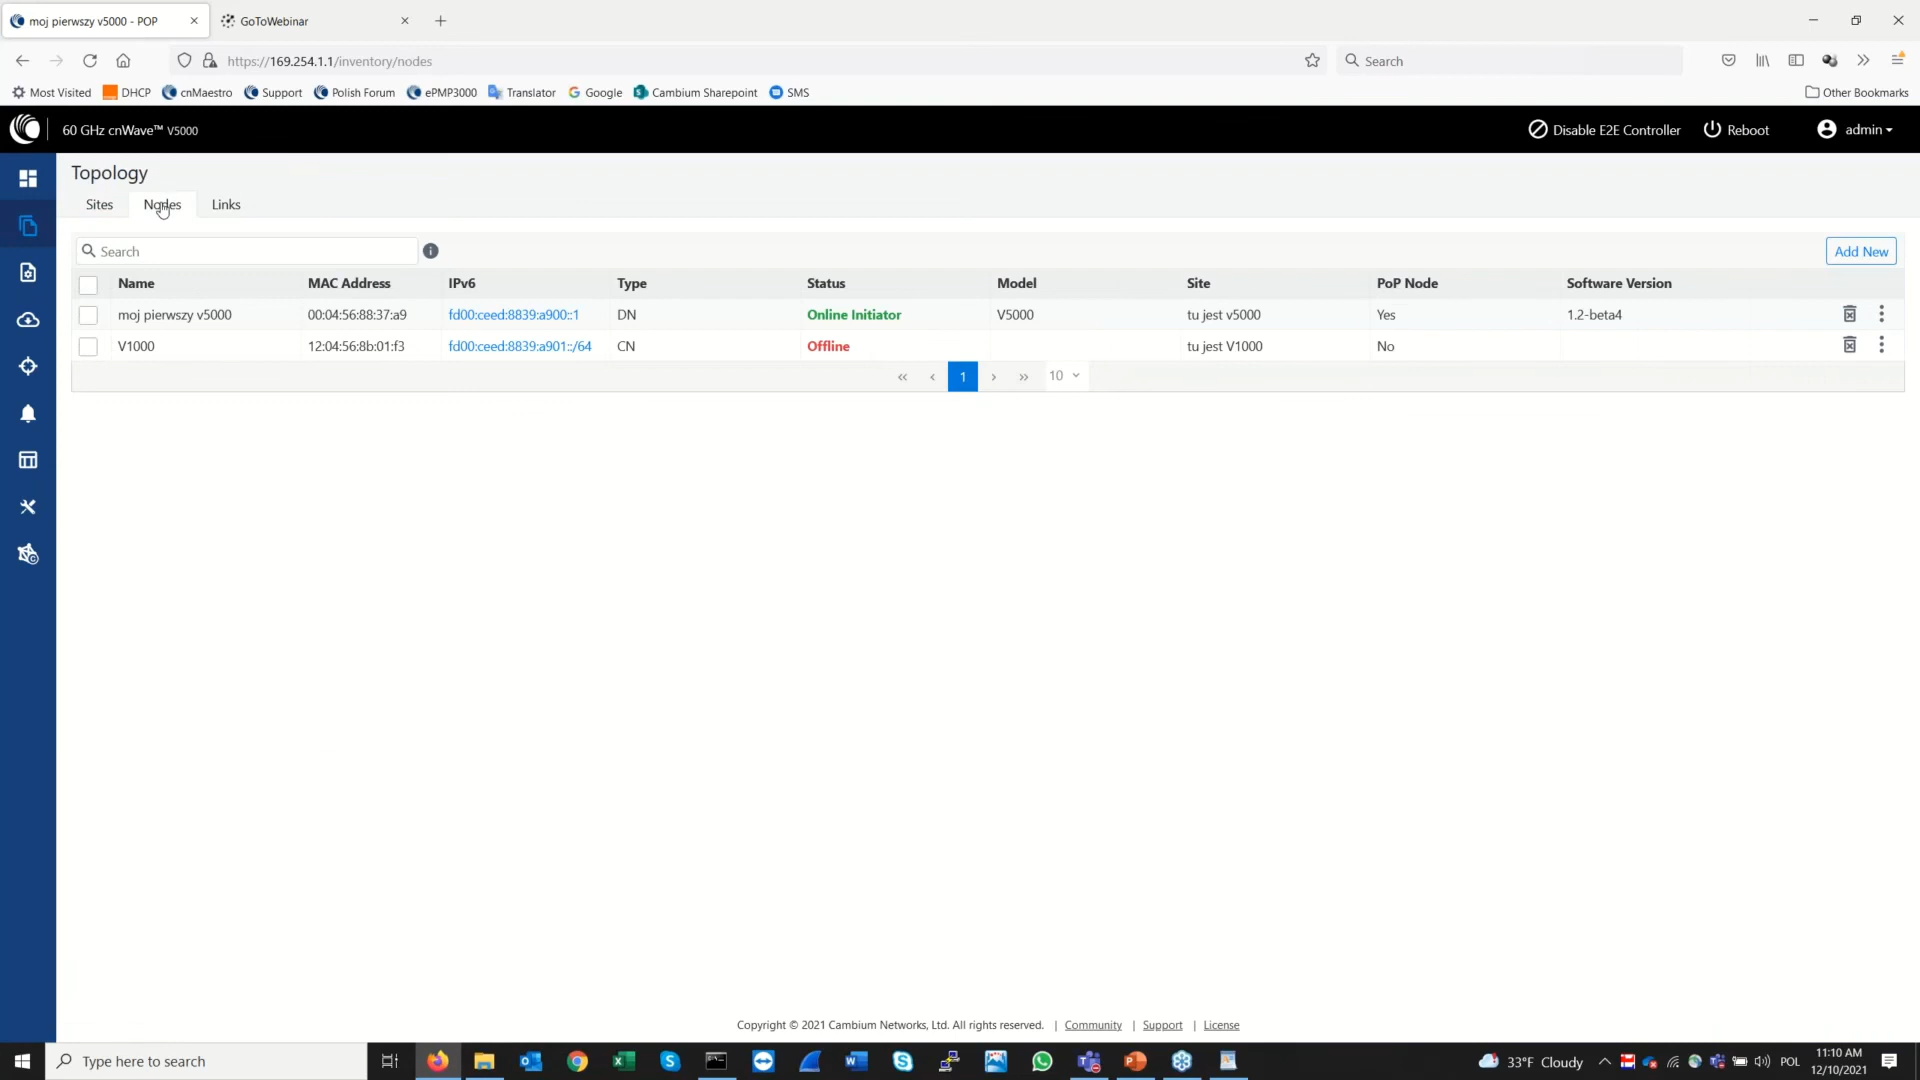 moj pierwszy v5000 - POP
GoToWebinar
https://169.254.1.1/inventory/nodes
Search
Most Visited DHCP cnMaestro Support Polish Forum ePMP3000 Translator Google Cambium Sharepoint SMS Other Bookmarks
60 GHz cnWave™ V5000 Disable E2E Controller Reboot admin
Topology
Sites Nodes Links
Search Add New
Name MAC Address IPv6 Type Status Model Site PoP Node Software Version
moj pierwszy v5000 00:04:56:88:37:a9 fd00:ceed:8839:a900::1 DN Online Initiator V5000 tu jest v5000 Yes 1.2-beta4
V1000 12:04:56:8b:01:f3 fd00:ceed:8839:a901::/64 CN Offline tu jest V1000 No
« ‹ 1 › » 10
Copyright © 2021 Cambium Networks, Ltd. All rights reserved. | Community | Support | License
Type here to search 33°F Cloudy POL 11:10 AM
12/10/2021